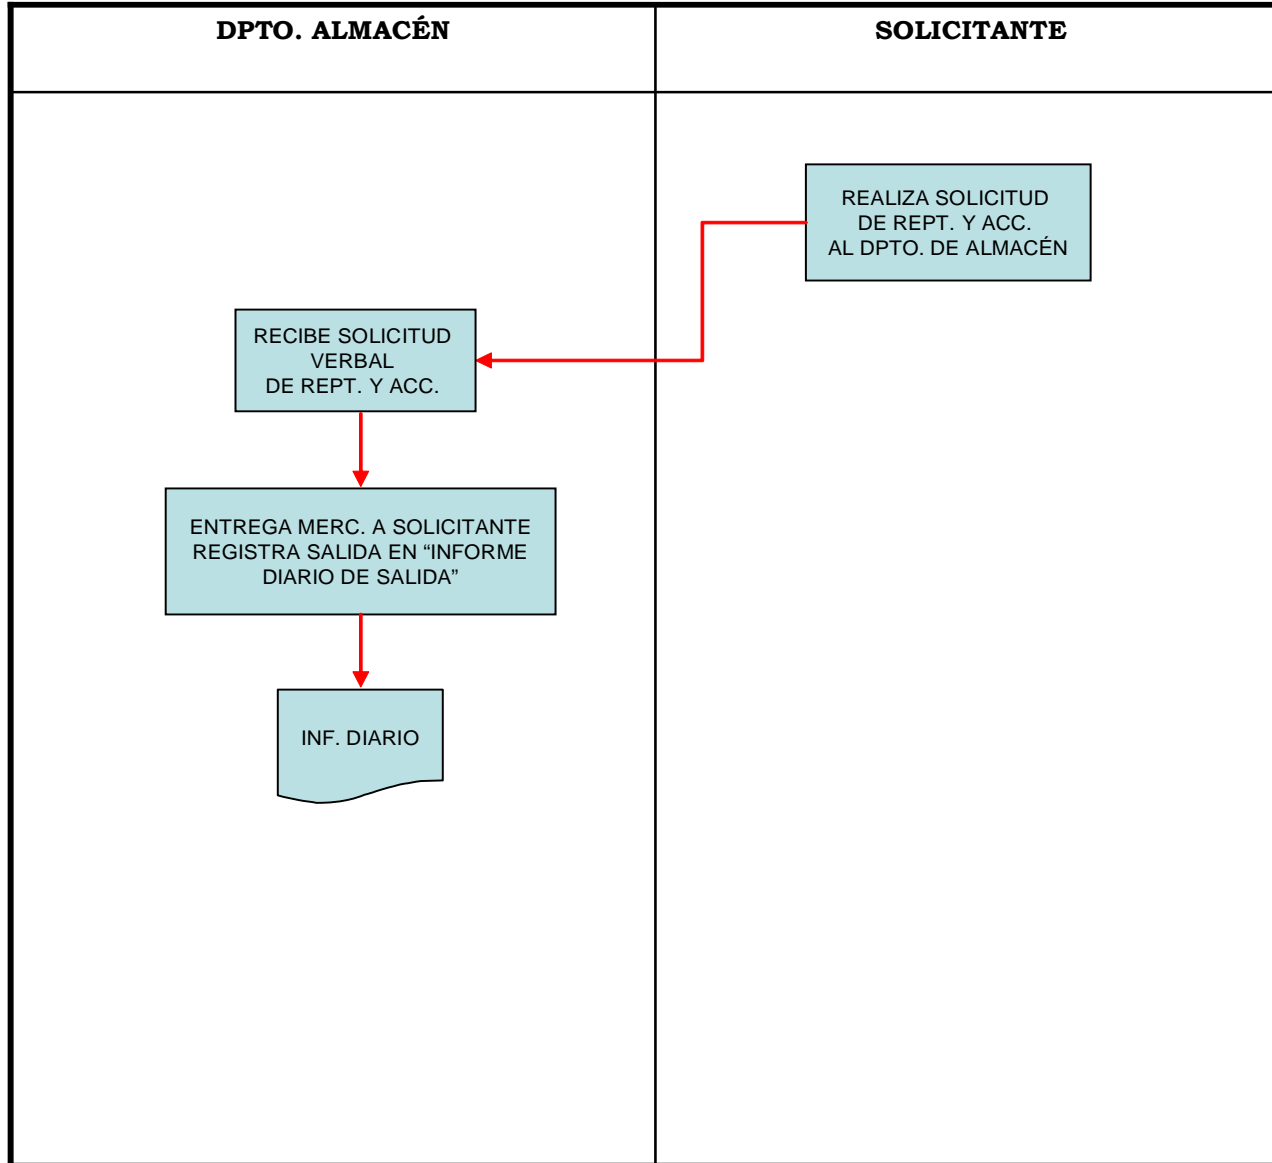 DPTO. ALMACÉN
SOLICITANTE
REALIZA SOLICITUD
DE REPT. Y ACC.
AL DPTO. DE ALMACÉN
RECIBE SOLICITUD
VERBAL
DE REPT. Y ACC.
ENTREGA MERC. A SOLICITANTE
REGISTRA SALIDA EN “INFORME
DIARIO DE SALIDA”
INF. DIARIO